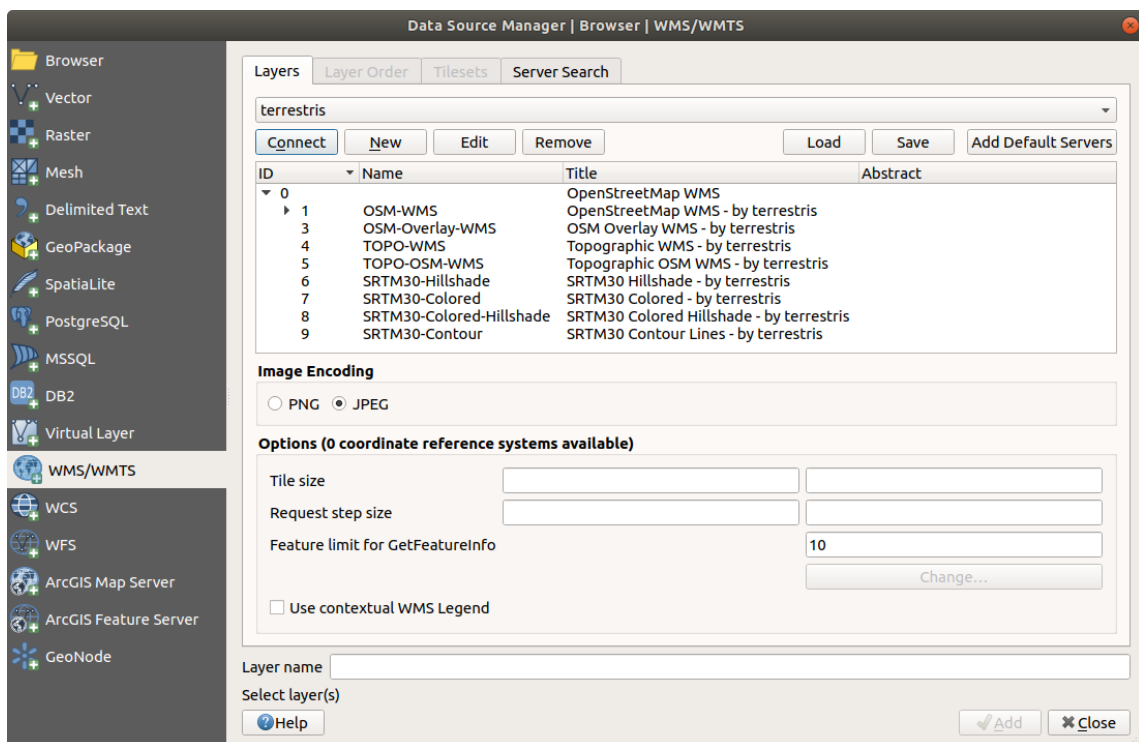 Data Source Manager | Browser | WMS/WMTS
Browser
Vector
Raster
Mesh
Delimited Text
GeoPackage
SpatiaLite
PostgreSQL
MSSQL
DB2 DB2
Virtual Layer
WMS/WMTS
WCS
WFS
ArcGIS Map Server
ArcGIS Feature Server
GeoNode
Layers Layer Order Tilesets Server Search
terrestris
Connect New Edit Remove Load Save Add Default Servers
ID Name Title Abstract
0 OpenStreetMap WMS
1 OSM-WMS OpenStreetMap WMS - by terrestris
3 OSM-Overlay-WMS OSM Overlay WMS - by terrestris
4 TOPO-WMS Topographic WMS - by terrestris
5 TOPO-OSM-WMS Topographic OSM WMS - by terrestris
6 SRTM30-Hillshade SRTM30 Hillshade - by terrestris
7 SRTM30-Colored SRTM30 Colored - by terrestris
8 SRTM30-Colored-Hillshade SRTM30 Colored Hillshade - by terrestris
9 SRTM30-Contour SRTM30 Contour Lines - by terrestris
Image Encoding
PNG JPEG
Options (0 coordinate reference systems available)
Tile size
Request step size
Feature limit for GetFeatureInfo 10
Change…
Use contextual WMS Legend
Layer name
Select layer(s)
Help Add Close